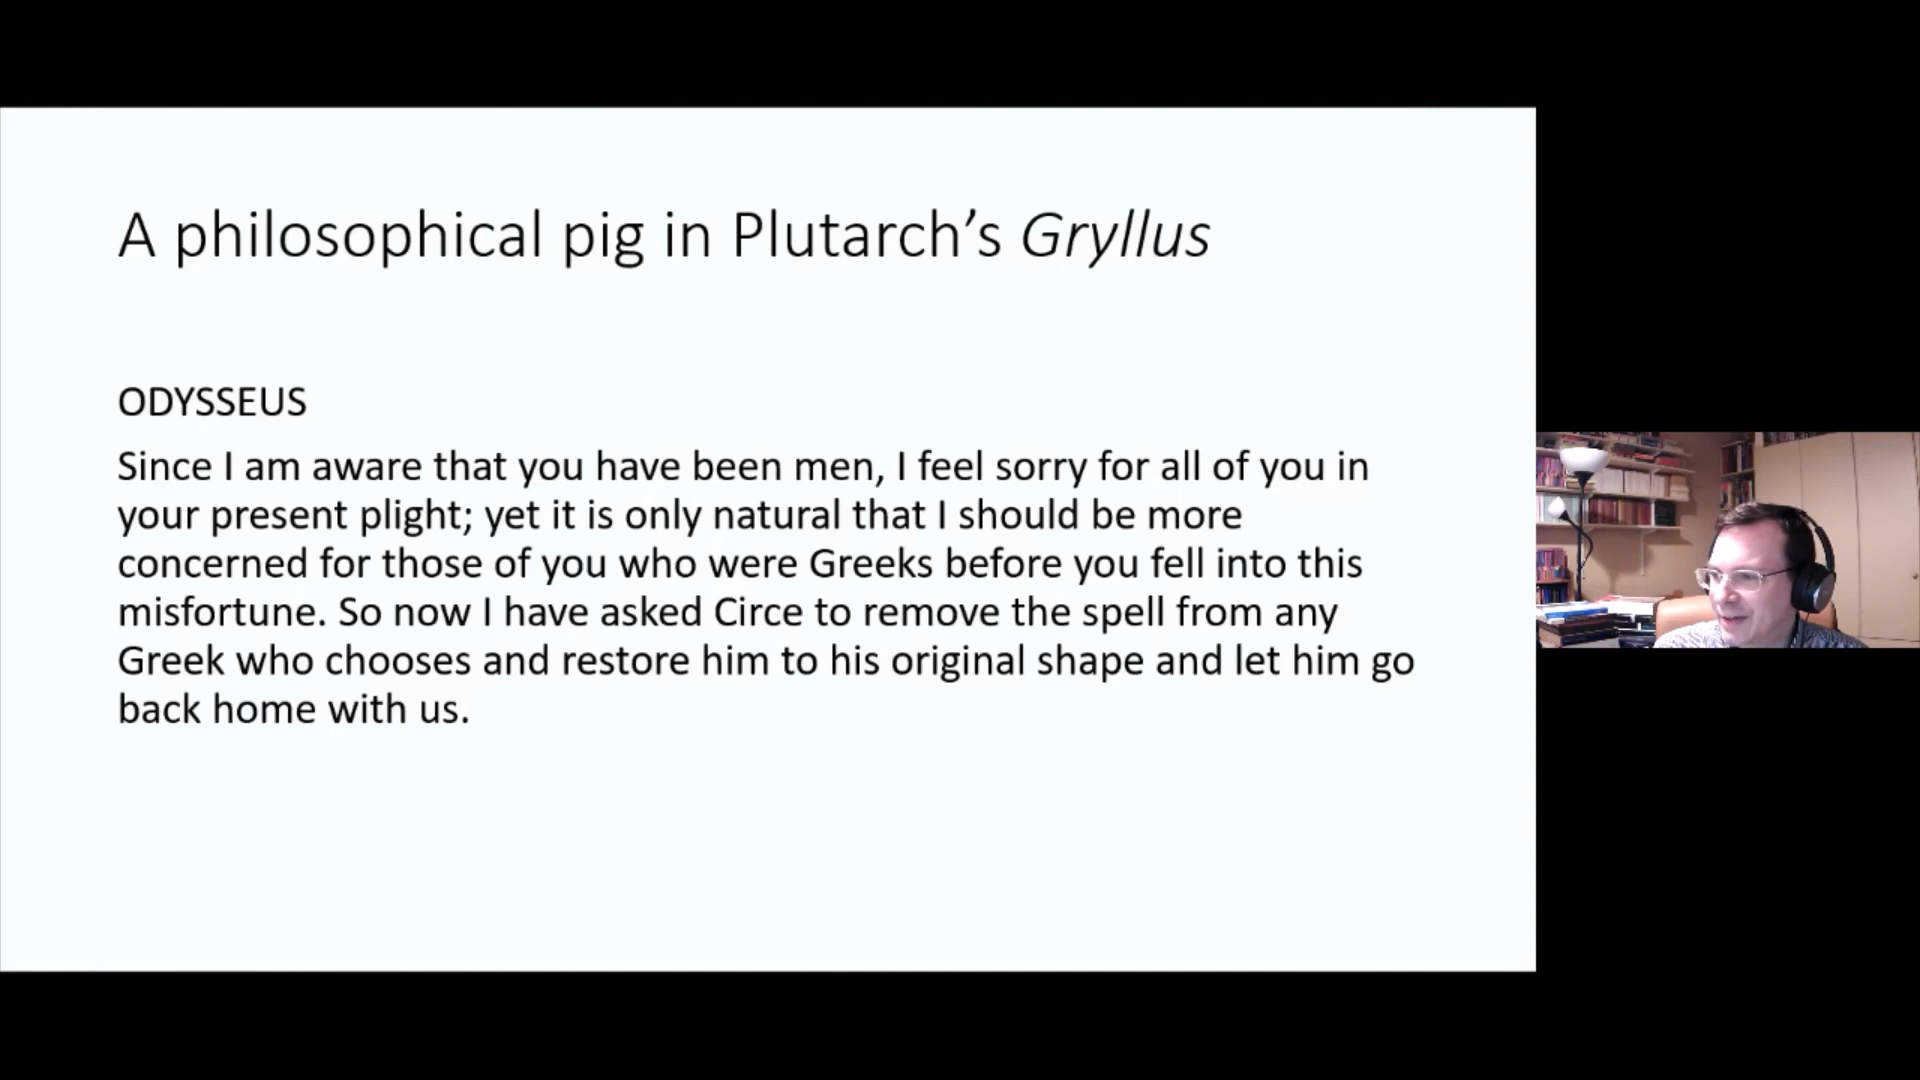 A philosophical pig in Plutarch’s Gryllus
ODYSSEUS
Since I am aware that you have been men, I feel sorry for all of you in
your present plight; yet it is only natural that I should be more
concerned for those of you who were Greeks before you fell into this
misfortune. So now I have asked Circe to remove the spell from any
Greek who chooses and restore him to his original shape and let him go
back home with us.